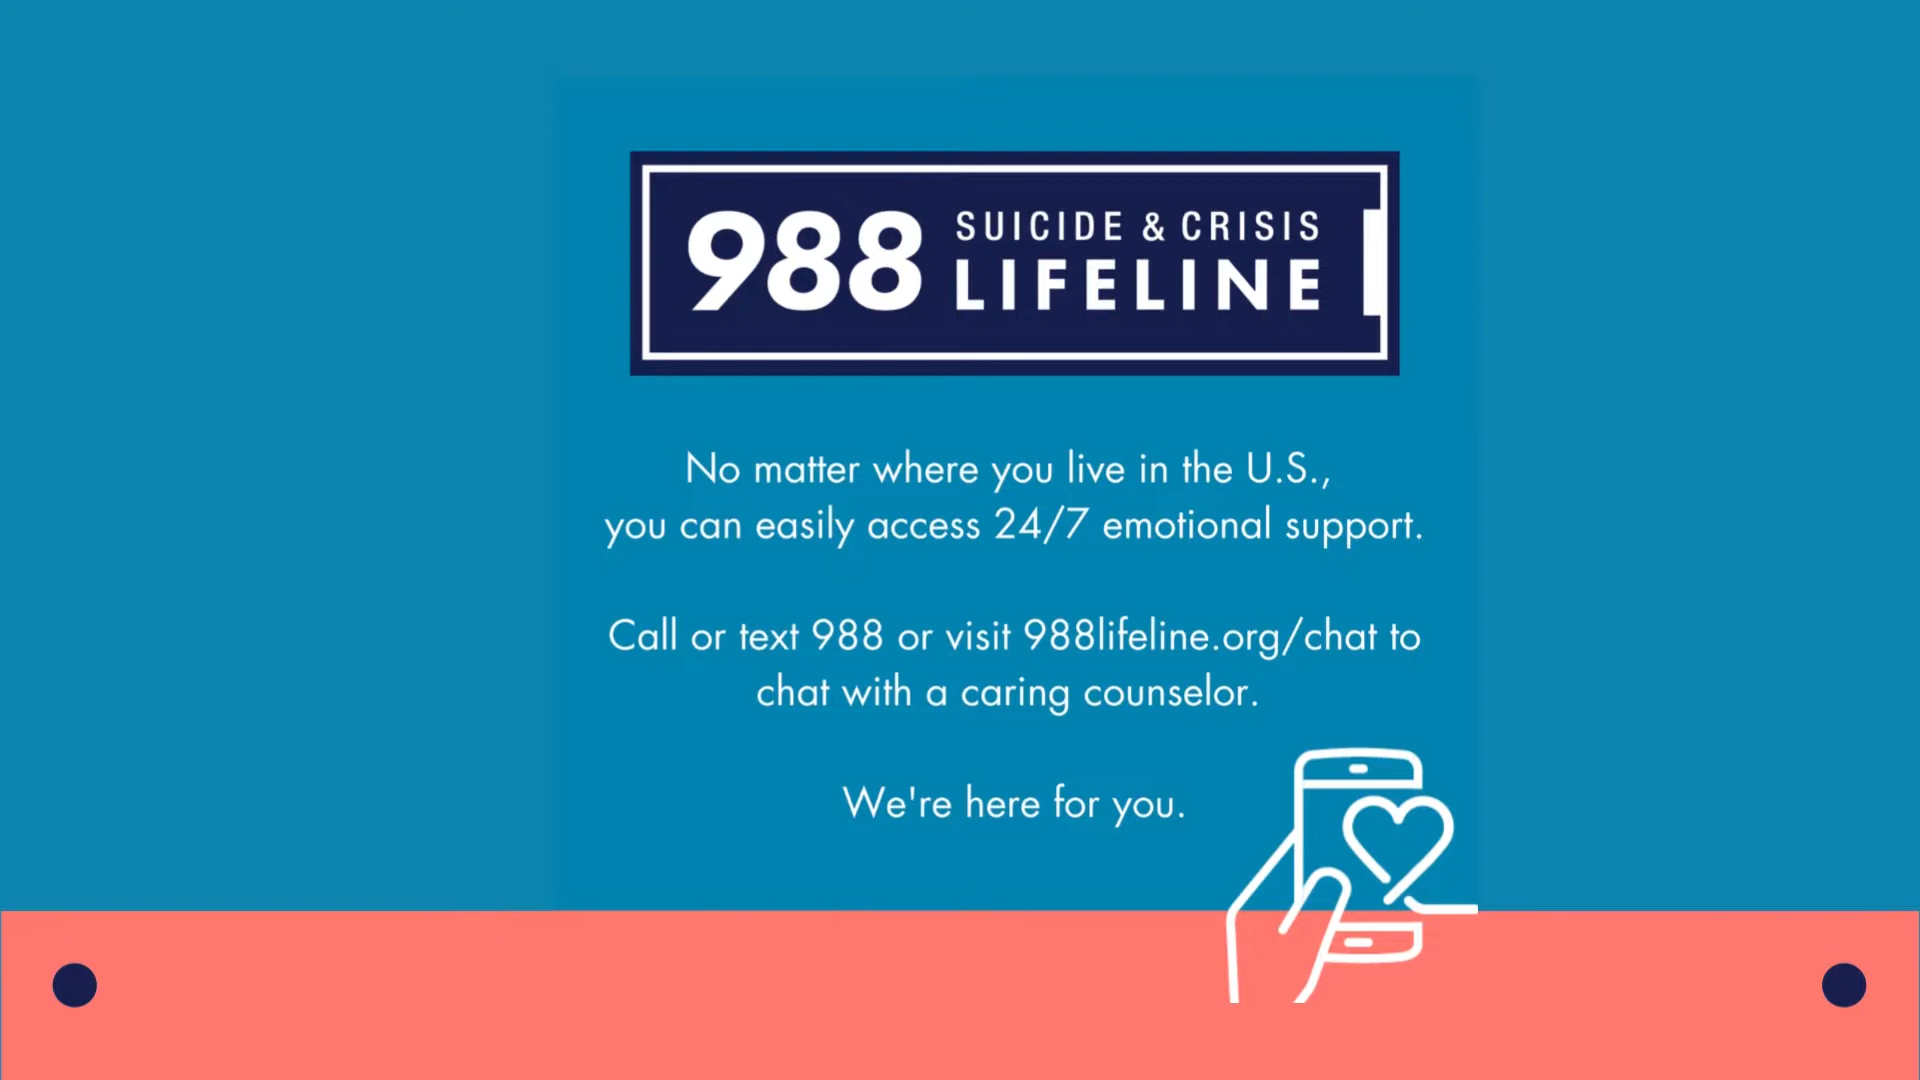 988 SUICIDE & CRISIS
LIFELINE
No matter where you live in the U.S.,
you can easily access 24/7 emotional support.
Call or text 988 or visit 988lifeline.org/chat to
chat with a caring counselor.
We're here for you.